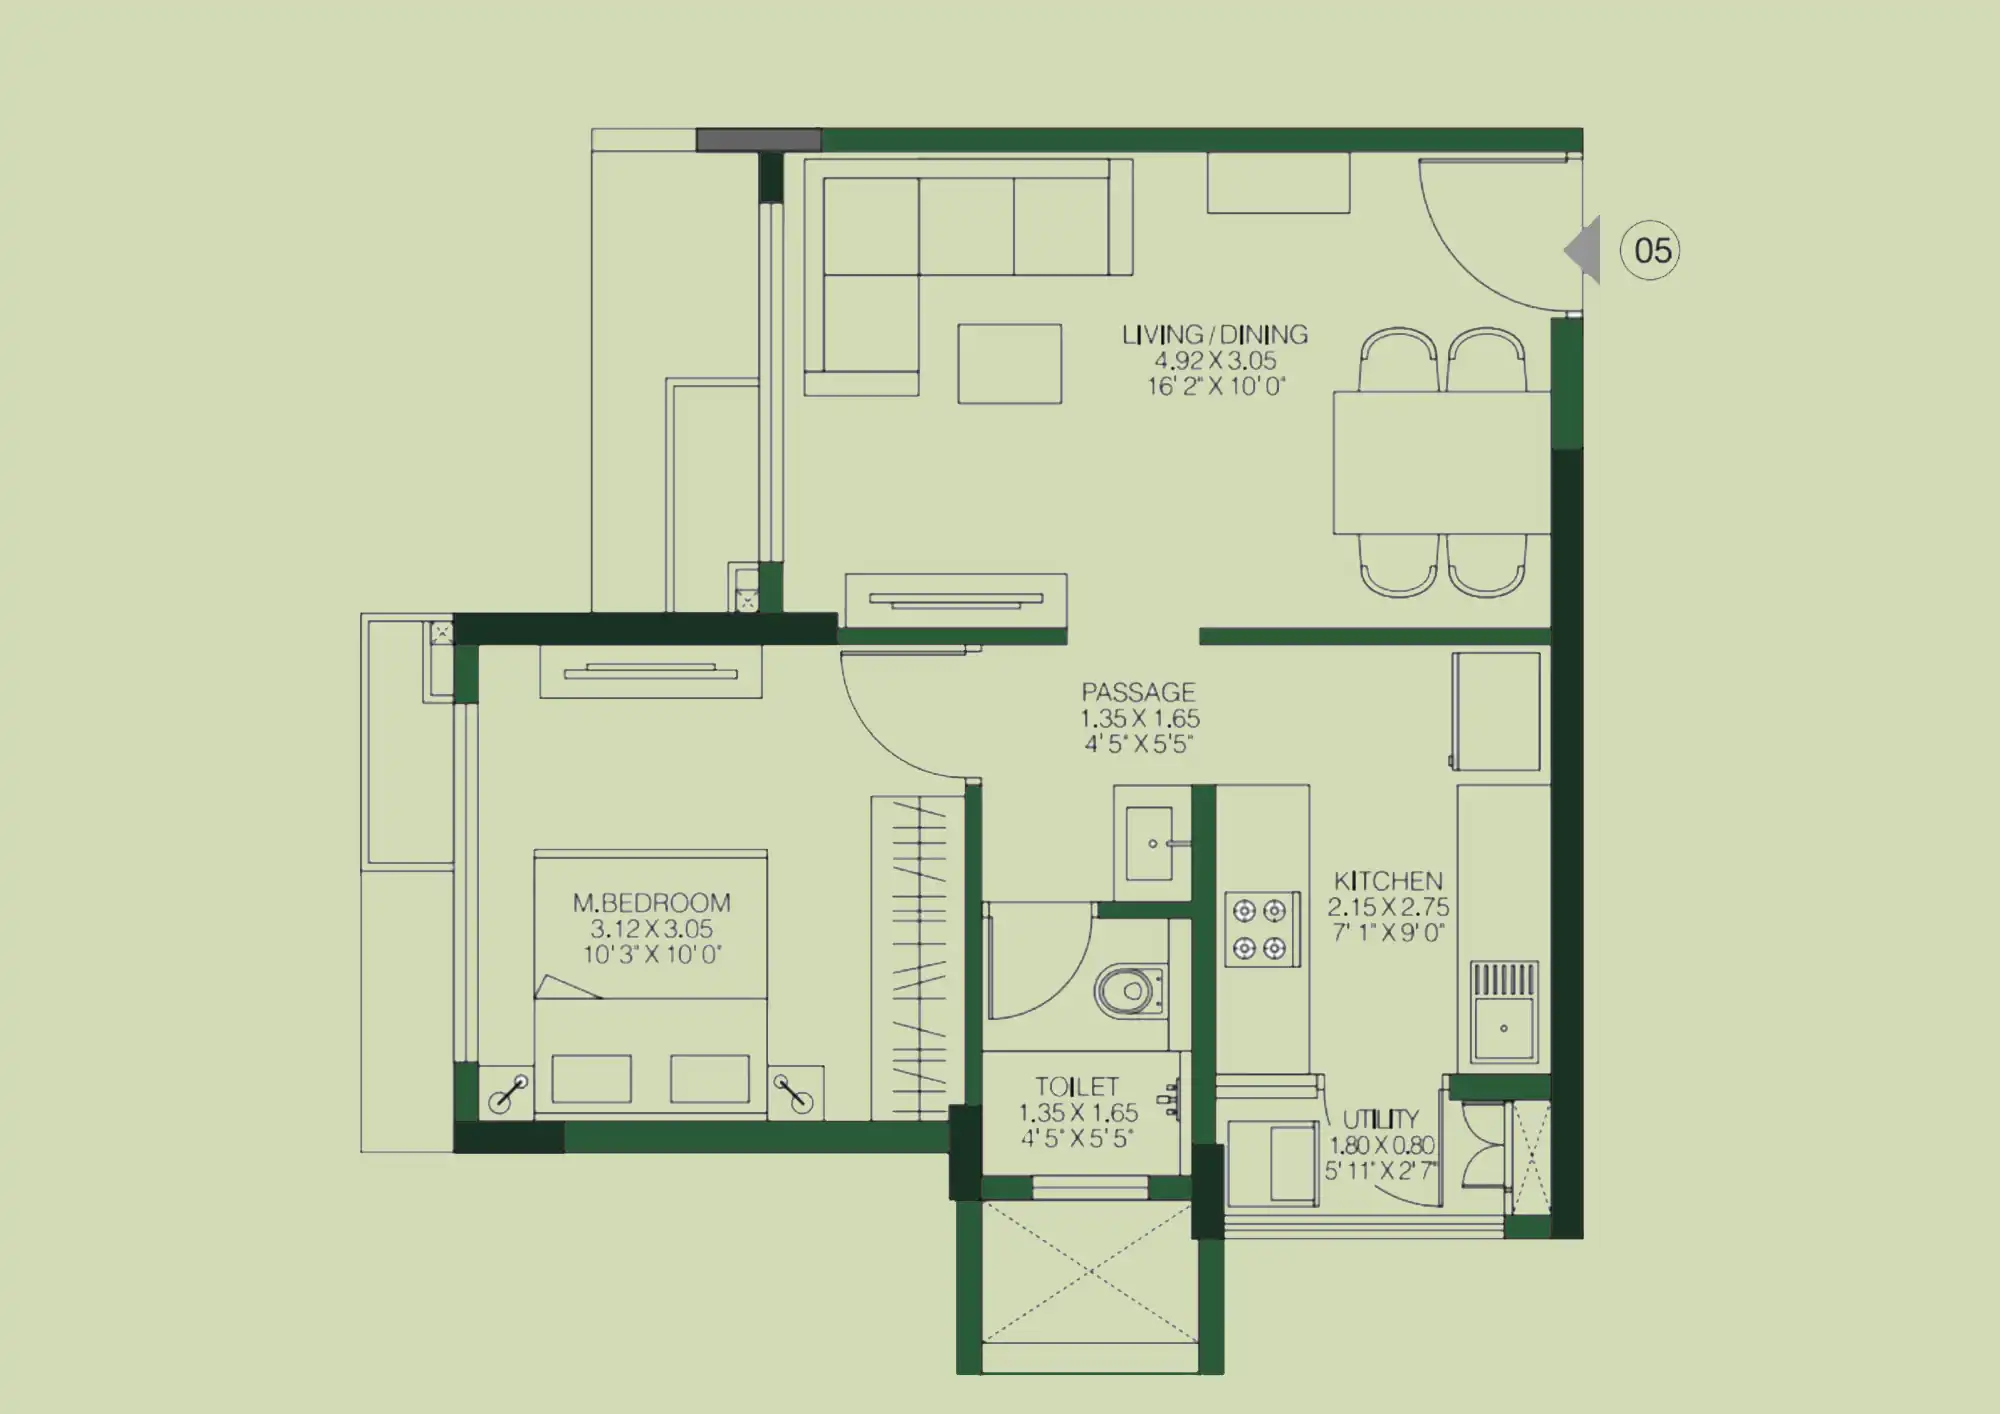 05
LIVING/DINING
4.92 X 3.05
16'2" X 10'0"
PASSAGE
1.35 X 1.65
4'5" X 5'5"
M.BEDROOM
3.12 X 3.05
10'3" X 10'0"
KITCHEN
2.15 X 2.75
7'1" X 9'0"
TOILET
1.35 X 1.65
4'5" X 5'5"
UTILITY
1.80 X 0.80
5'11" X 2'7"